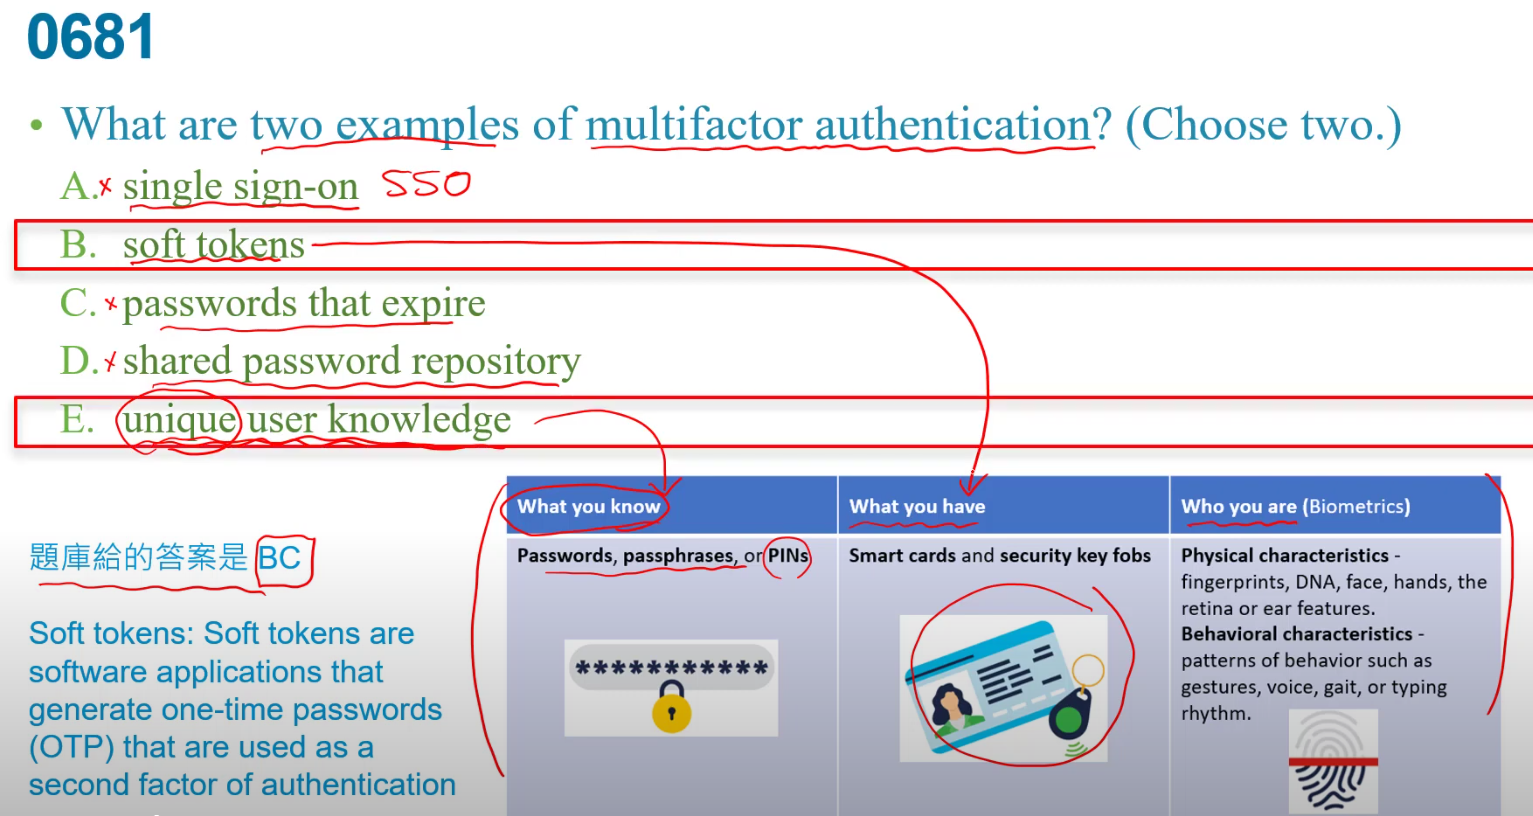 0681
• What are two examples of multifactor authentication? (Choose two.)
A. single sign-on SSO
B. soft tokens
C. passwords that expire
D. shared password repository
E. unique user knowledge
題庫給的答案是 BC
Soft tokens: Soft tokens are
software applications that
generate one-time passwords
(OTP) that are used as a
second factor of authentication
What you know
Passwords, passphrases, or PINs
***********
What you have
Smart cards and security key fobs
Who you are (Biometrics)
Physical characteristics -
fingerprints, DNA, face, hands, the
retina or ear features.
Behavioral characteristics -
patterns of behavior such as
gestures, voice, gait, or typing
rhythm.